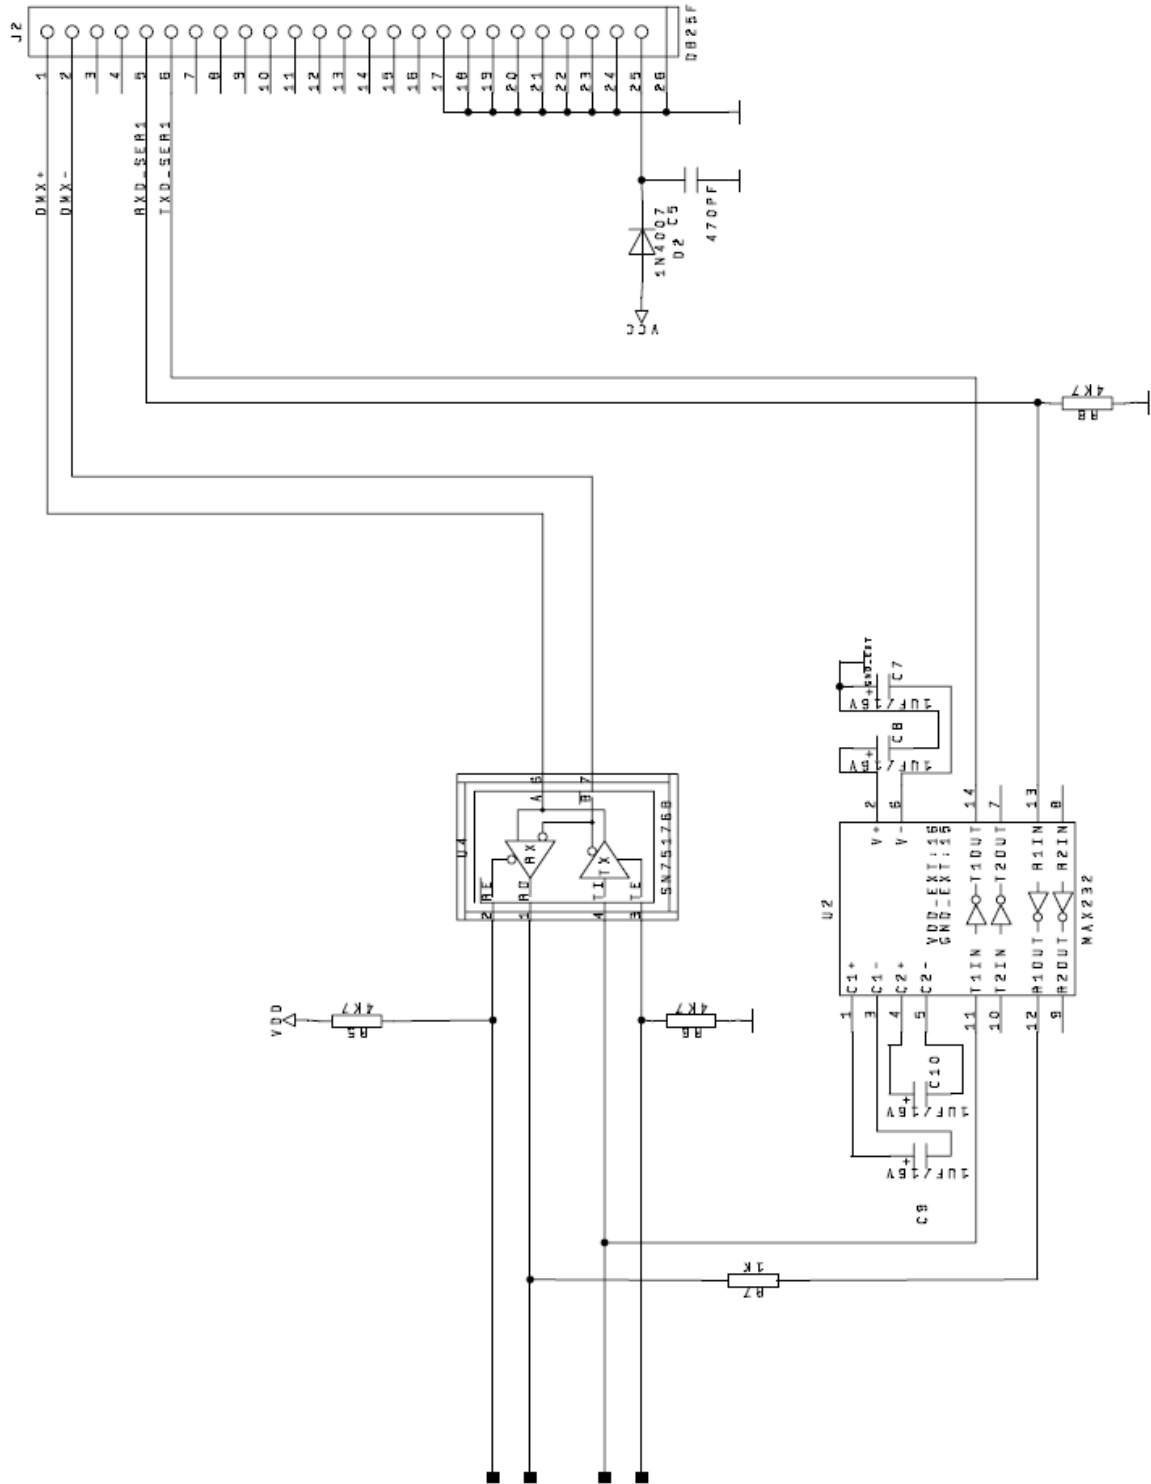 J2
DB25F
1
2
3
4
5
6
7
8
9
10
11
12
13
14
15
16
17
18
19
20
21
22
23
24
25
26
DMX+
DMX-
RXD_SER1
TXD_SER1
1N4007
D2
C5
470PF
VCC
4K7
R8
GND_EXT
C7
+
1UF/16V
C8
+
1UF/16V
6
7
A
B
SN75176B
U4
RX
TX
RE
RO
TI
TE
2
1
4
3
2
6
14
7
13
8
V+
V-
VDD_EXT:16
GND_EXT:15
T1OUT
T2OUT
R1IN
R2IN
U2
MAX232
C1+
C1-
C2+
C2-
T1IN
T2IN
R1OUT
R2OUT
1
3
4
5
11
10
12
9
VDD
4K7
R5
4K7
R6
C10
+
1UF/16V
+
1UF/16V
C9
1K
R7